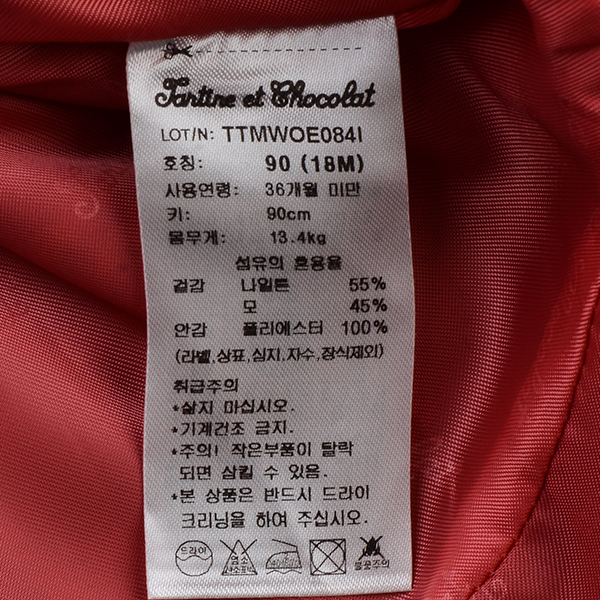 Tartine et Chocolat
LOT/N: TTMWOE084I
호칭: 90 (18M)
사용연령: 36개월 미만
키: 90cm
몸무게: 13.4kg
섬유의 혼용율
겉감 나일론 55%
모 45%
안감 폴리에스터 100%
(라벨,상표,심지,자수,장식제외)
취급주의
*삶지 마십시오.
*기계건조 금지.
*주의! 작은부품이 탈락
되면 삼킬 수 있음.
*본 상품은 반드시 드라이
크리닝을 하여 주십시오.
드라이 염소